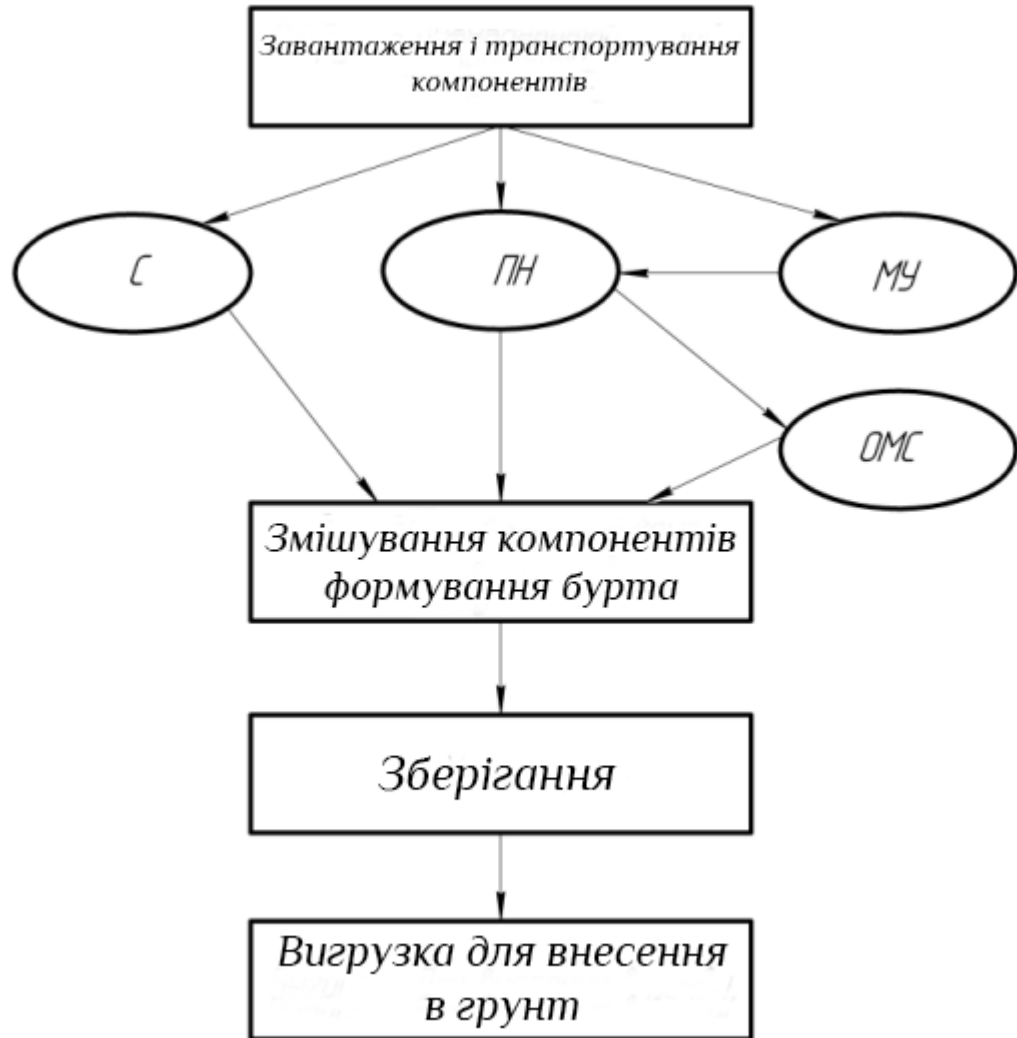 Завантаження і транспортування
компонентів
С
ПН
МУ
ОМС
Змішування компонентів
формування бурта
Зберігання
Вигрузка для внесення
в грунт